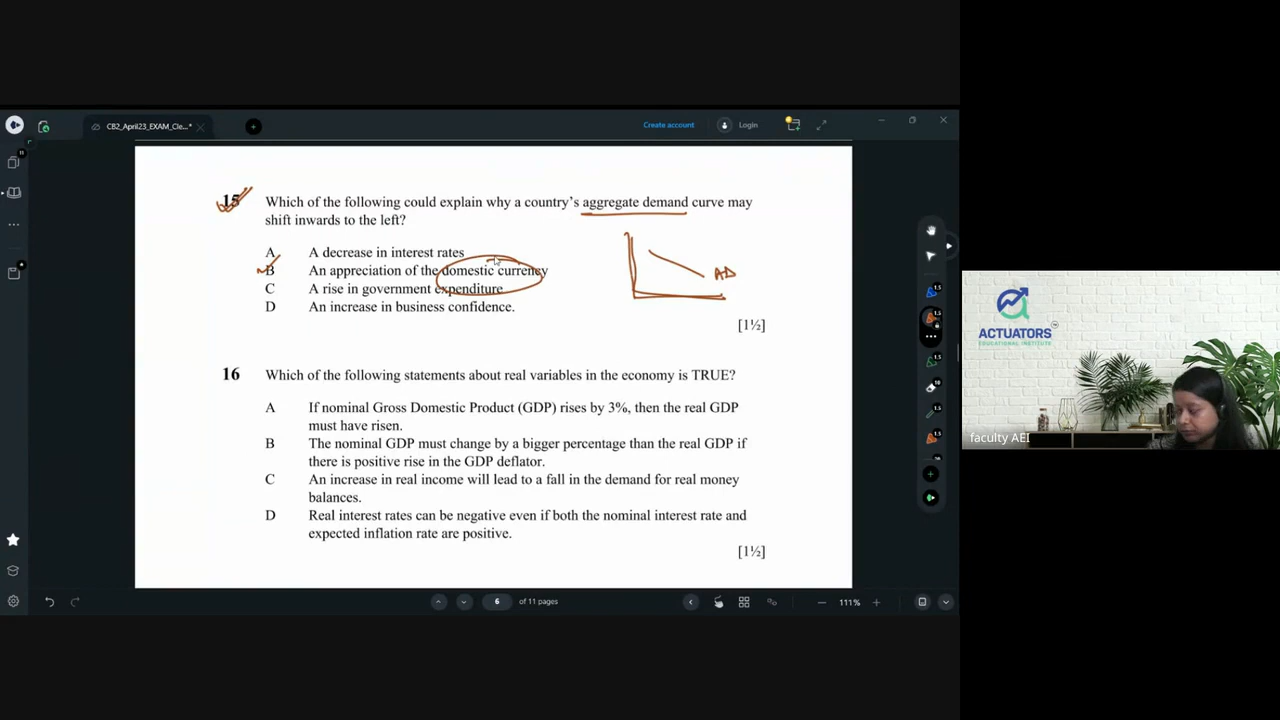 CB2_April23_EXAM_Cle...*
Create account
Login
15 Which of the following could explain why a country's aggregate demand curve may
shift inwards to the left?
A A decrease in interest rates
B An appreciation of the domestic currency
C A rise in government expenditure
D An increase in business confidence.
AD
[1½]
16 Which of the following statements about real variables in the economy is TRUE?
A If nominal Gross Domestic Product (GDP) rises by 3%, then the real GDP
must have risen.
B The nominal GDP must change by a bigger percentage than the real GDP if
there is positive rise in the GDP deflator.
C An increase in real income will lead to a fall in the demand for real money
balances.
D Real interest rates can be negative even if both the nominal interest rate and
expected inflation rate are positive.
[1½]
6 of 11 pages
111%
ACTUATORS
EDUCATIONAL INSTITUTE
faculty AEI